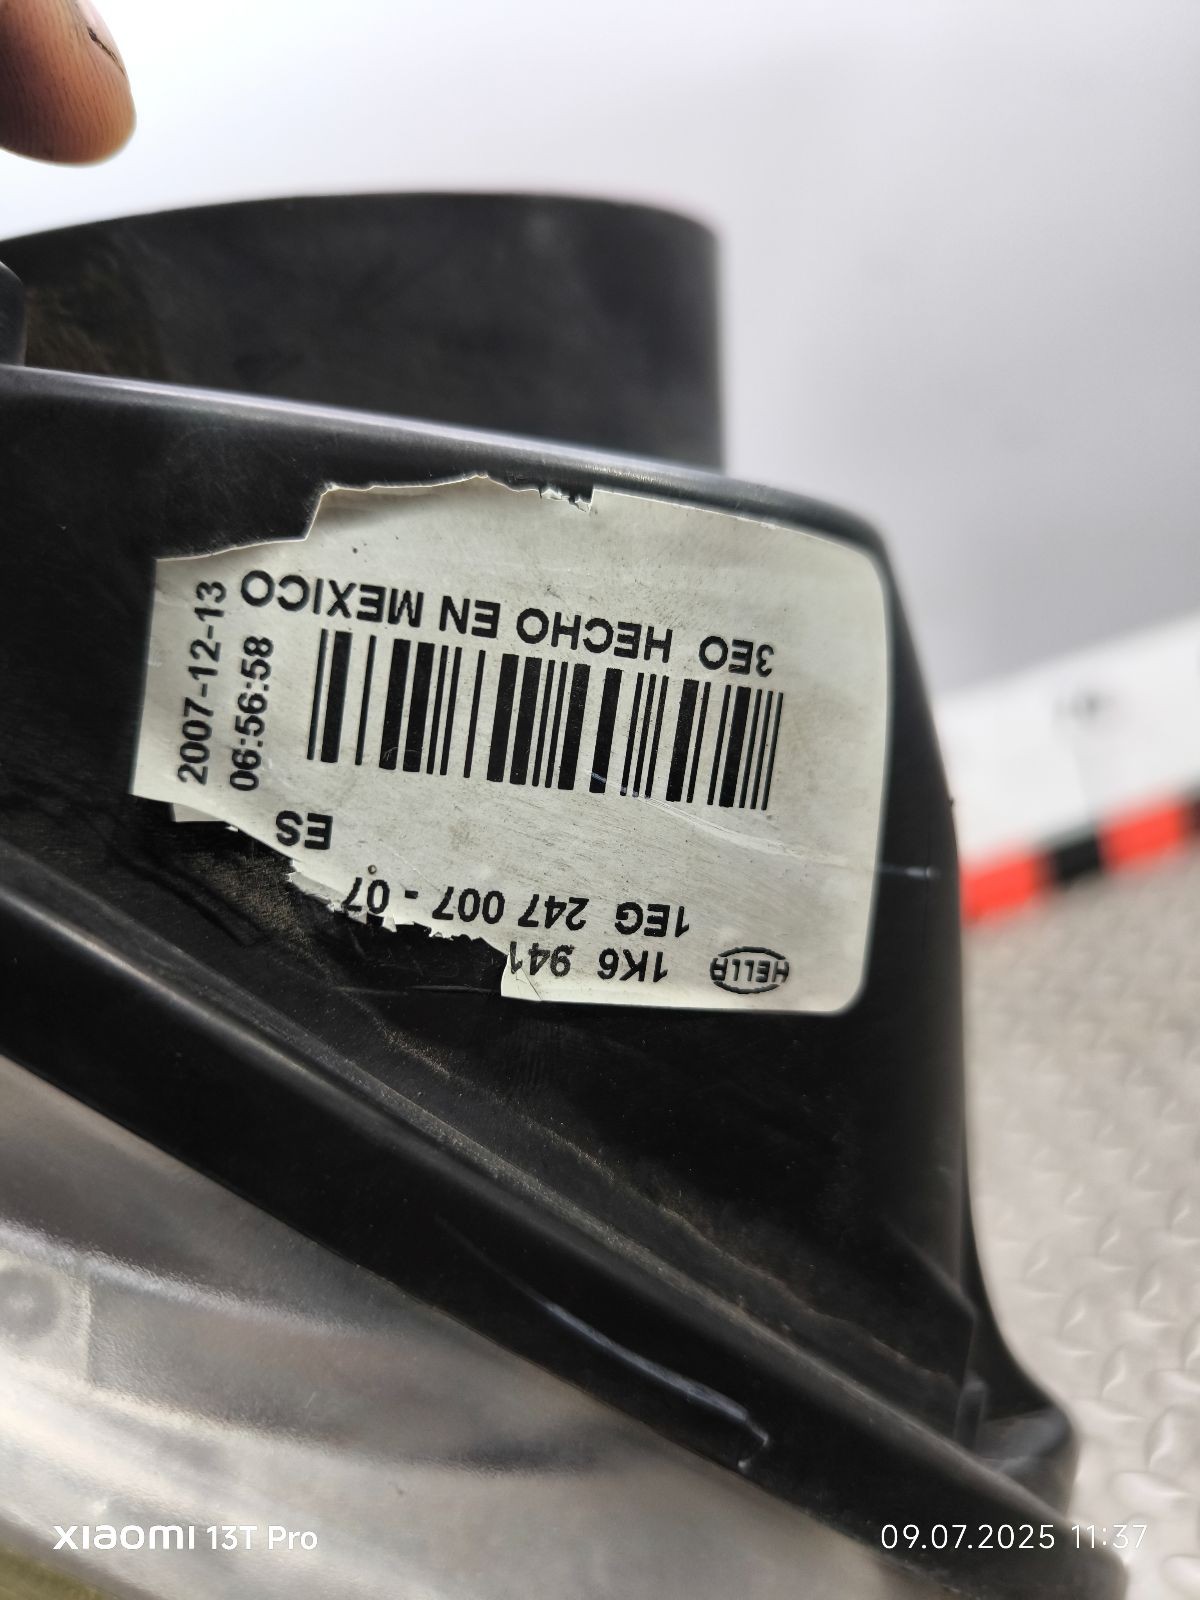 HELLA
1K6 941
1EG 247 007 - 07
ES
3EO HECHO EN MEXICO
2007-12-13
06:56:58
XIAOMI 13T Pro
09.07.2025 11:37